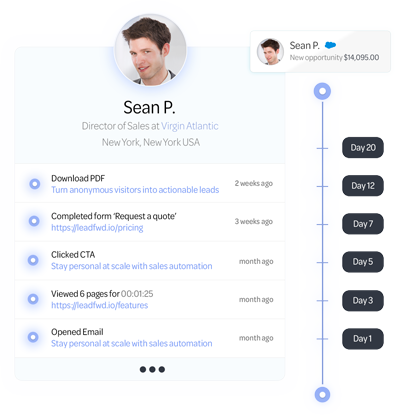 Sean P.
New opportunity $14,095.00
Sean P.
Director of Sales at Virgin Atlantic
New York, New York USA
Download PDF
Turn anonymous visitors into actionable leads
2 weeks ago
Completed form 'Request a quote'
https://leadfwd.io/pricing
3 weeks ago
Clicked CTA
Stay personal at scale with sales automation
month ago
Viewed 6 pages for 00:01:25
https://leadfwd.io/features
month ago
Opened Email
Stay personal at scale with sales automation
month ago
Day 20
Day 12
Day 7
Day 5
Day 3
Day 1